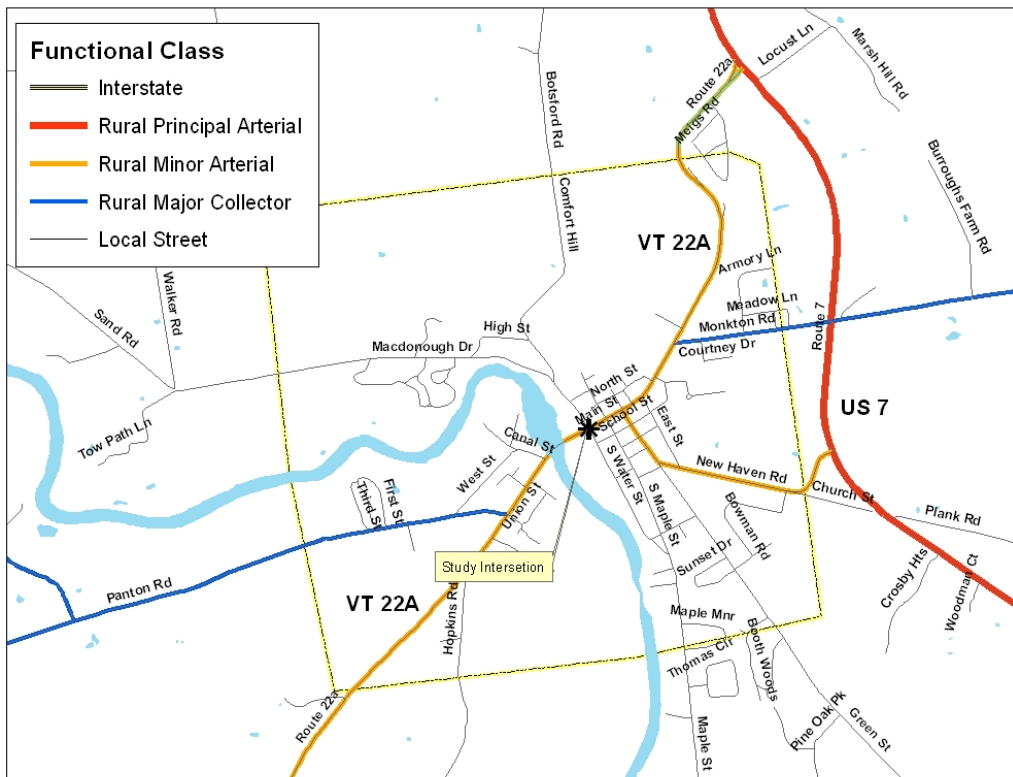 Functional Class
Interstate
Rural Principal Arterial
Rural Minor Arterial
Rural Major Collector
Local Street
Route 22a
Locust Ln
Marsh Hill Rd
Meigs Rd
Botsford Rd
Burroughs Farm Rd
Comfort Hill
VT 22A
Armory Ln
Walker Rd
Sand Rd
Meadow Ln
Monkton Rd
Route 7
High St
Macdonough Dr
Courtney Dr
North St
Main St
School St
East St
US 7
Tow Path Ln
Canal St
West St
S Water St
New Haven Rd
Church St
First St
Third St
Union St
S Maple St
Bowman Rd
Plank Rd
Study Intersetion
Sunset Dr
Crosby Hts
Woodman Ct
Panton Rd
VT 22A
Hopkins Rd
Maple Mnr
Booth Woods
Thomas Cir
Route 22a
Maple St
Pine Oak Pk
Green St